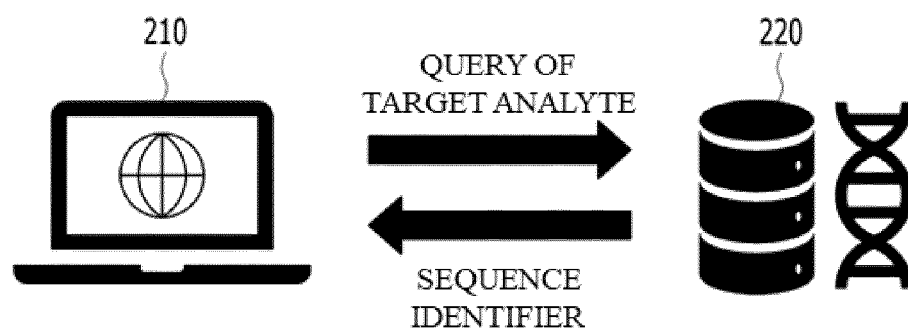 210
220
QUERY OF
TARGET ANALYTE
SEQUENCE
IDENTIFIER